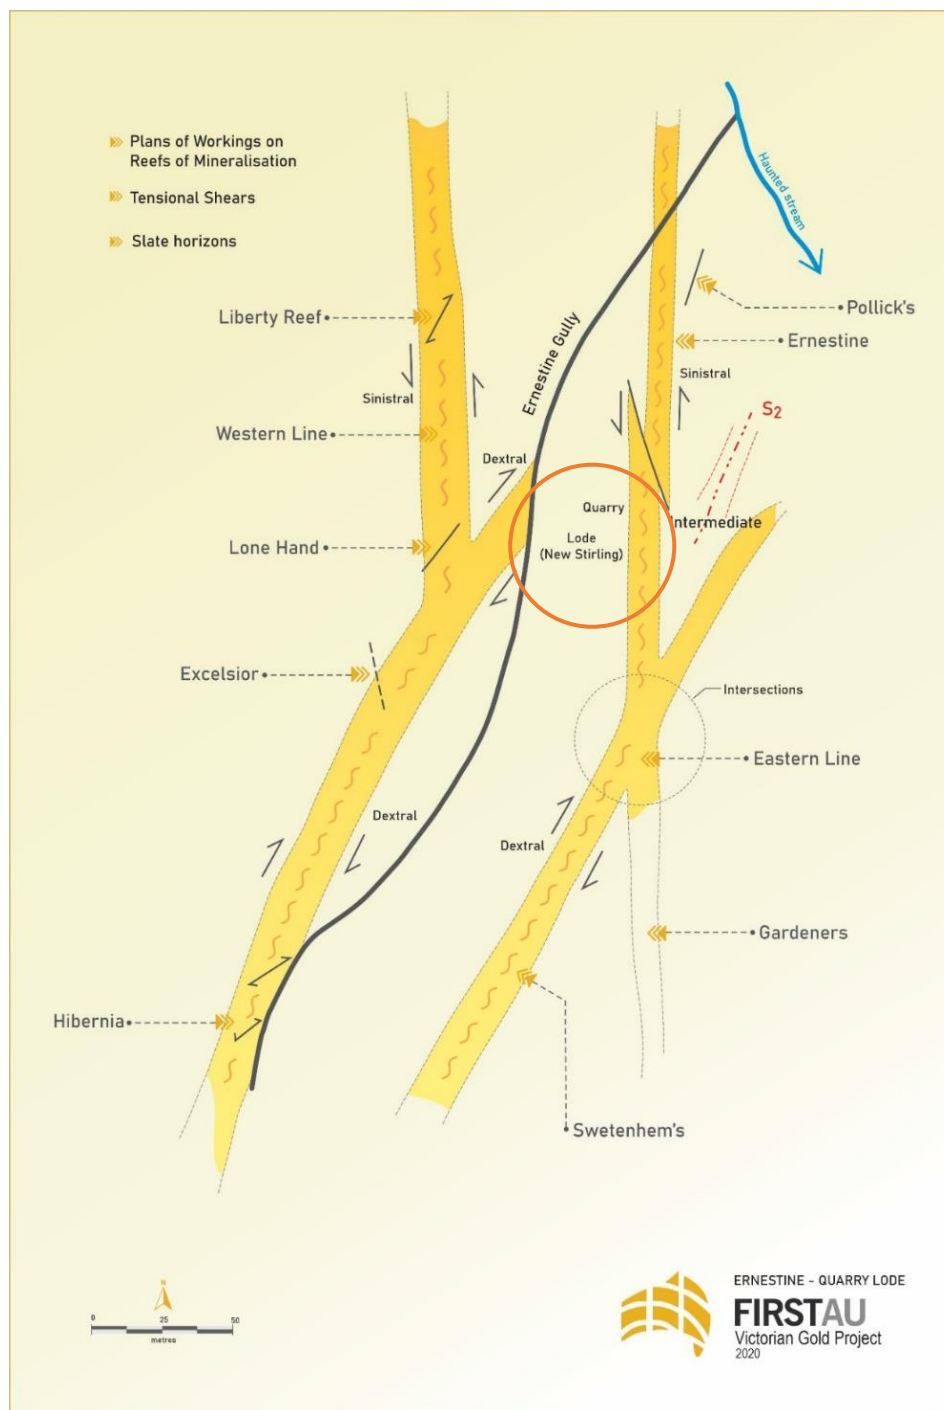 Plans of Workings on
Reefs of Mineralisation
Tensional Shears
Slate horizons
Haunted stream
Liberty Reef
Pollick's
Ernestine
Ernestine Gully
Sinistral
Sinistral
S2
Western Line
Dextral
Quarry
Intermediate
Lone Hand
Lode
(New Stirling)
Excelsior
Intersections
Eastern Line
Dextral
Dextral
Gardeners
Hibernia
Swetenhem's
N
0 25 50
metres
ERNESTINE - QUARRY LODE
FIRSTAU
Victorian Gold Project
2020